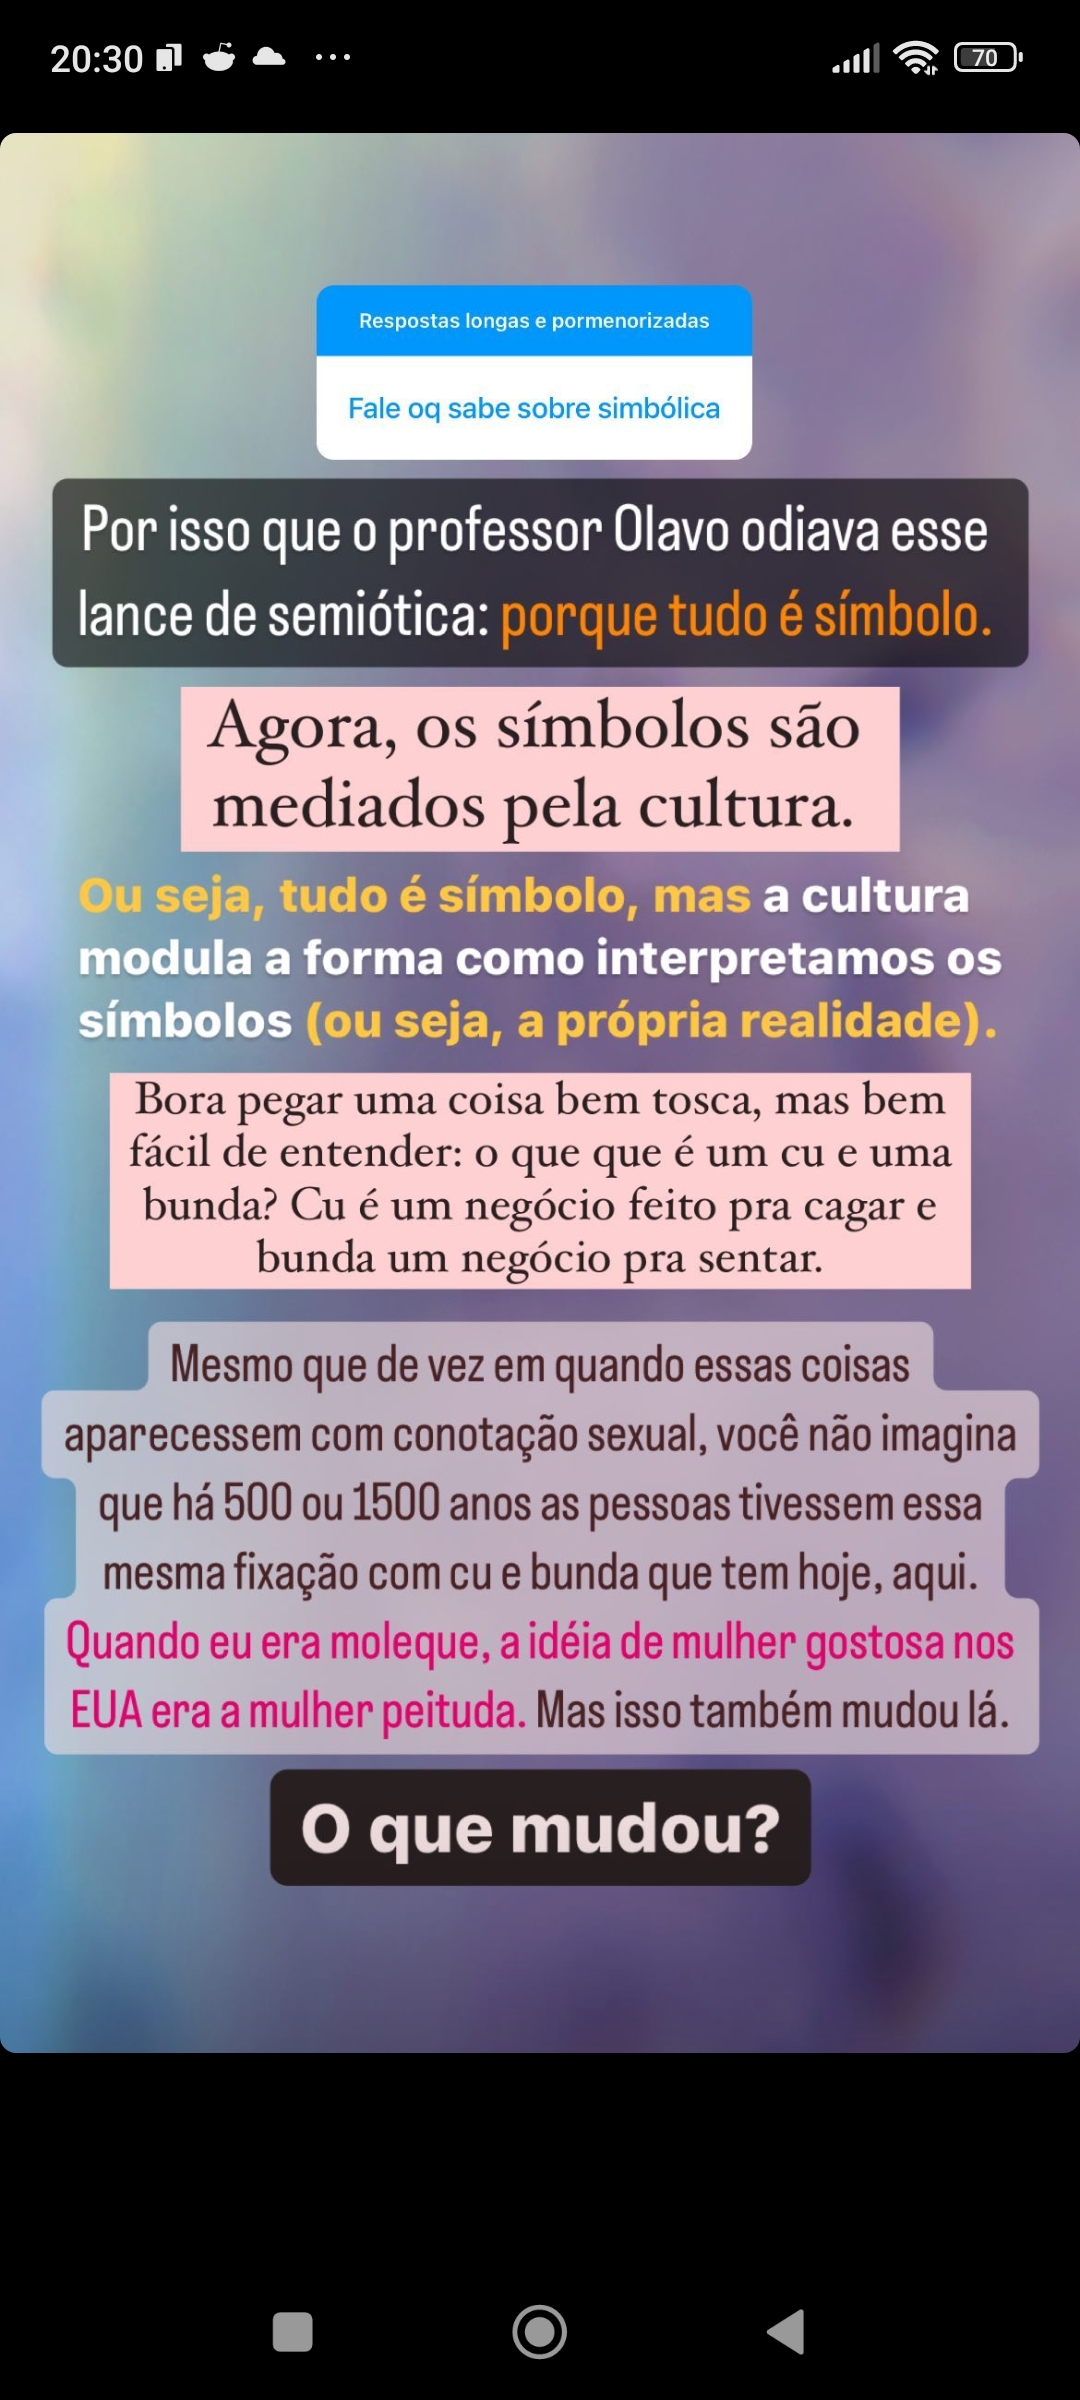 20:30
70
Respostas longas e pormenorizadas
Fale oq sabe sobre simbólica
Por isso que o professor Olavo odiava esse
lance de semiótica: porque tudo é símbolo.
Agora, os símbolos são
mediados pela cultura.
Ou seja, tudo é símbolo, mas a cultura
modula a forma como interpretamos os
símbolos (ou seja, a própria realidade).
Bora pegar uma coisa bem tosca, mas bem
fácil de entender: o que que é um cu e uma
bunda? Cu é um negócio feito pra cagar e
bunda um negócio pra sentar.
Mesmo que de vez em quando essas coisas
aparecessem com conotação sexual, você não imagina
que há 500 ou 1500 anos as pessoas tivessem essa
mesma fixação com cu e bunda que tem hoje, aqui.
Quando eu era moleque, a idéia de mulher gostosa nos
EUA era a mulher peituda. Mas isso também mudou lá.
O que mudou?